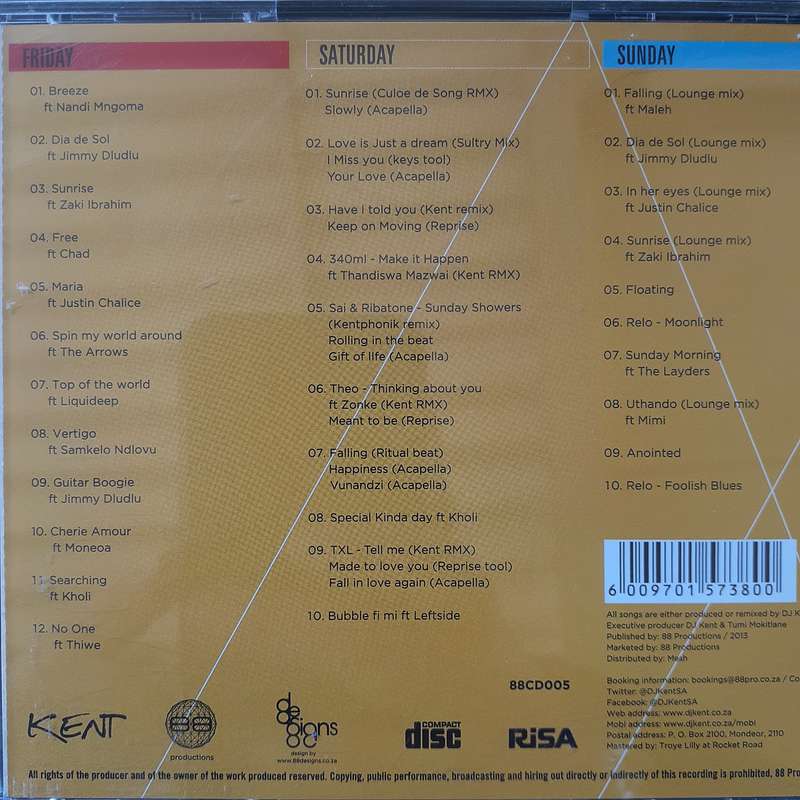 FRIDAY
01. Breeze
ft Nandi Mngoma
02. Dia de Sol
ft Jimmy Dludlu
03. Sunrise
ft Zaki Ibrahim
04. Free
ft Chad
05. Maria
ft Justin Chalice
06. Spin my world around
ft The Arrows
07. Top of the world
ft Liquideep
08. Vertigo
ft Samkelo Ndlovu
09. Guitar Boogie
ft Jimmy Dludlu
10. Cherie Amour
ft Moneoa
11. Searching
ft Kholi
12. No One
ft Thiwe
SATURDAY
01. Sunrise (Culoe de Song RMX)
Slowly (Acapella)
02. Love is Just a dream (Sultry Mix)
I Miss you (keys tool)
Your Love (Acapella)
03. Have I told you (Kent remix)
Keep on Moving (Reprise)
04. 340ml - Make it Happen
ft Thandiswa Mazwai (Kent RMX)
05. Sai & Ribatone - Sunday Showers
(Kentphonik remix)
Rolling in the beat
Gift of life (Acapella)
06. Theo - Thinking about you
ft Zonke (Kent RMX)
Meant to be (Reprise)
07. Falling (Ritual beat)
Happiness (Acapella)
Vunandzi (Acapella)
08. Special Kinda day ft Kholi
09. TXL - Tell me (Kent RMX)
Made to love you (Reprise tool)
Fall in love again (Acapella)
10. Bubble fi mi ft Leftside
SUNDAY
01. Falling (Lounge mix)
ft Maleh
02. Dia de Sol (Lounge mix)
ft Jimmy Dludlu
03. In her eyes (Lounge mix)
ft Justin Chalice
04. Sunrise (Lounge mix)
ft Zaki Ibrahim
05. Floating
06. Relo - Moonlight
07. Sunday Morning
ft The Layders
08. Uthando (Lounge mix)
ft Mimi
09. Anointed
10. Relo - Foolish Blues
6 009701 573800
All songs are either produced or remixed by DJ K
Executive producer DJ Kent & Tumi Mokitlane
Published by: 88 Productions / 2013
Marketed by: 88 Productions
Distributed by: Mesh
Booking information: bookings@88pro.co.za / Co
Twitter: @DJKentSA
Facebook: @DJKentSA
Web address: www.djkent.co.za
Mobi address: www.djkent.co.za/mobi
Postal address: P. O. Box 2100, Mondeor, 2110
Mastered by: Troye Lilly at Rocket Road
88CD005
KENT
88
productions
designs
88
design by
www.88designs.co.za
COMPACT
disc
RiSA
All rights of the producer and of the owner of the work produced reserved. Copying, public performance, broadcasting and hiring out directly or indirectly of this recording is prohibited, 88 Pro